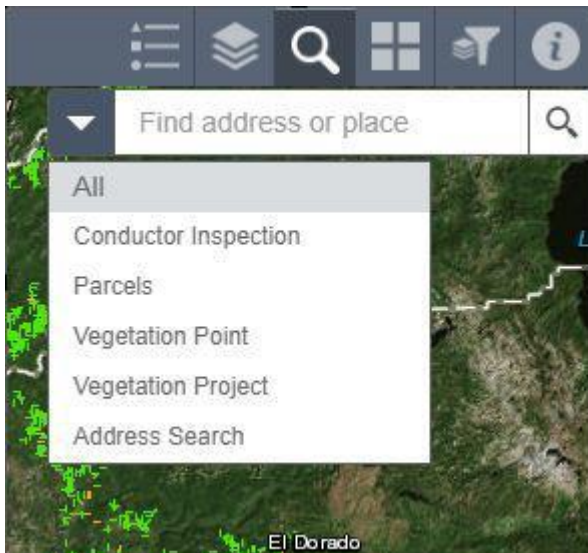 Find address or place
All
Conductor Inspection
Parcels
Vegetation Point
Vegetation Project
Address Search
El Dorado